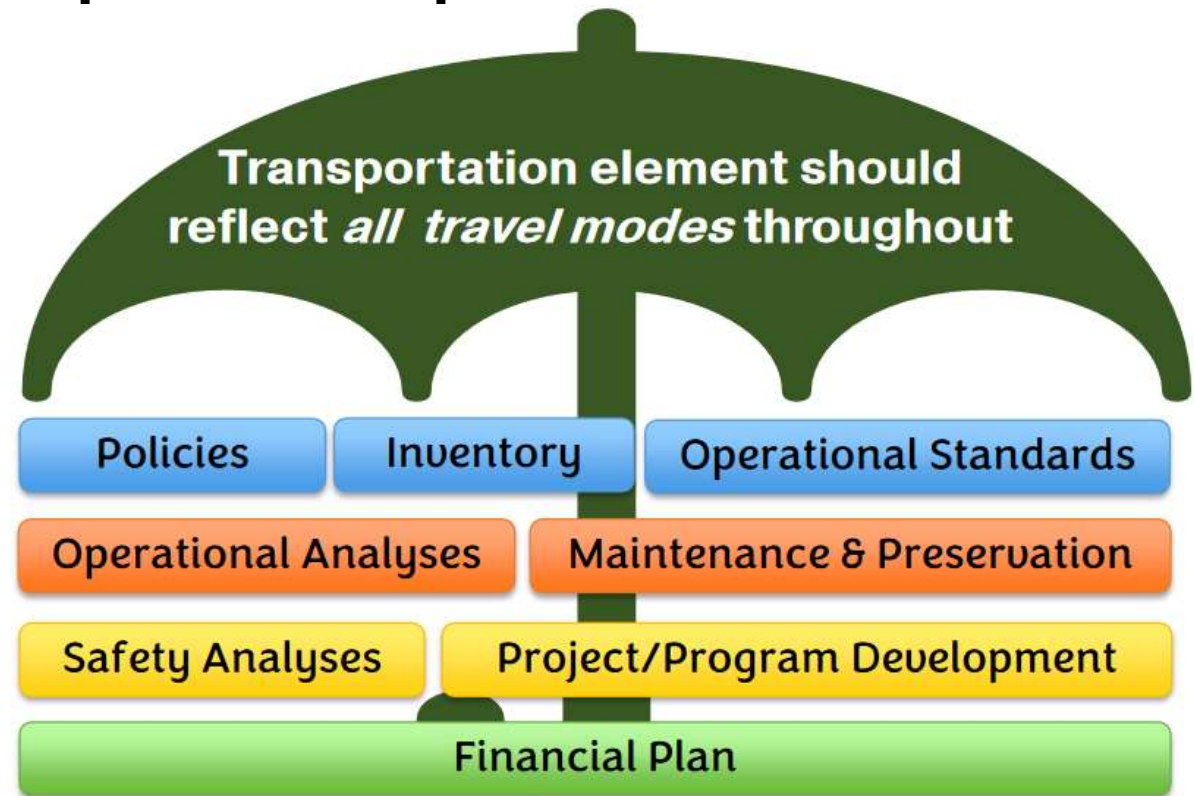 Transportation element should
reflect all travel modes throughout
Policies
Inventory
Operational Standards
Operational Analyses
Maintenance & Preservation
Safety Analyses
Project/Program Development
Financial Plan